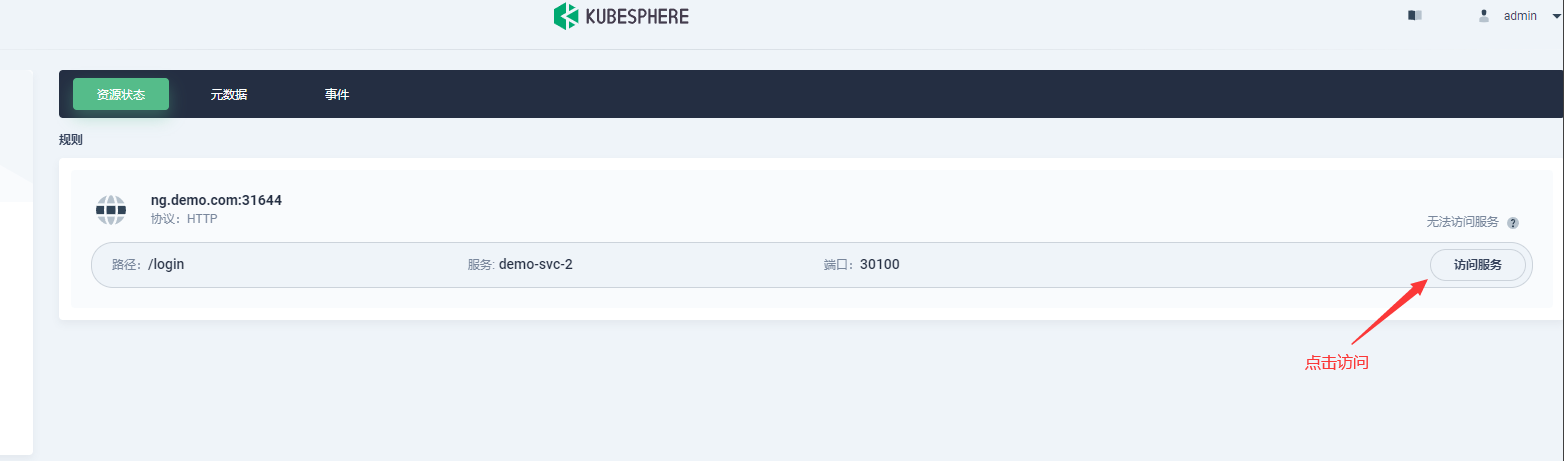 KUBESPHERE
admin
资源状态 元数据 事件
规则
ng.demo.com:31644
协议：HTTP
无法访问服务 ?
路径：/login 服务: demo-svc-2 端口：30100 访问服务
点击访问